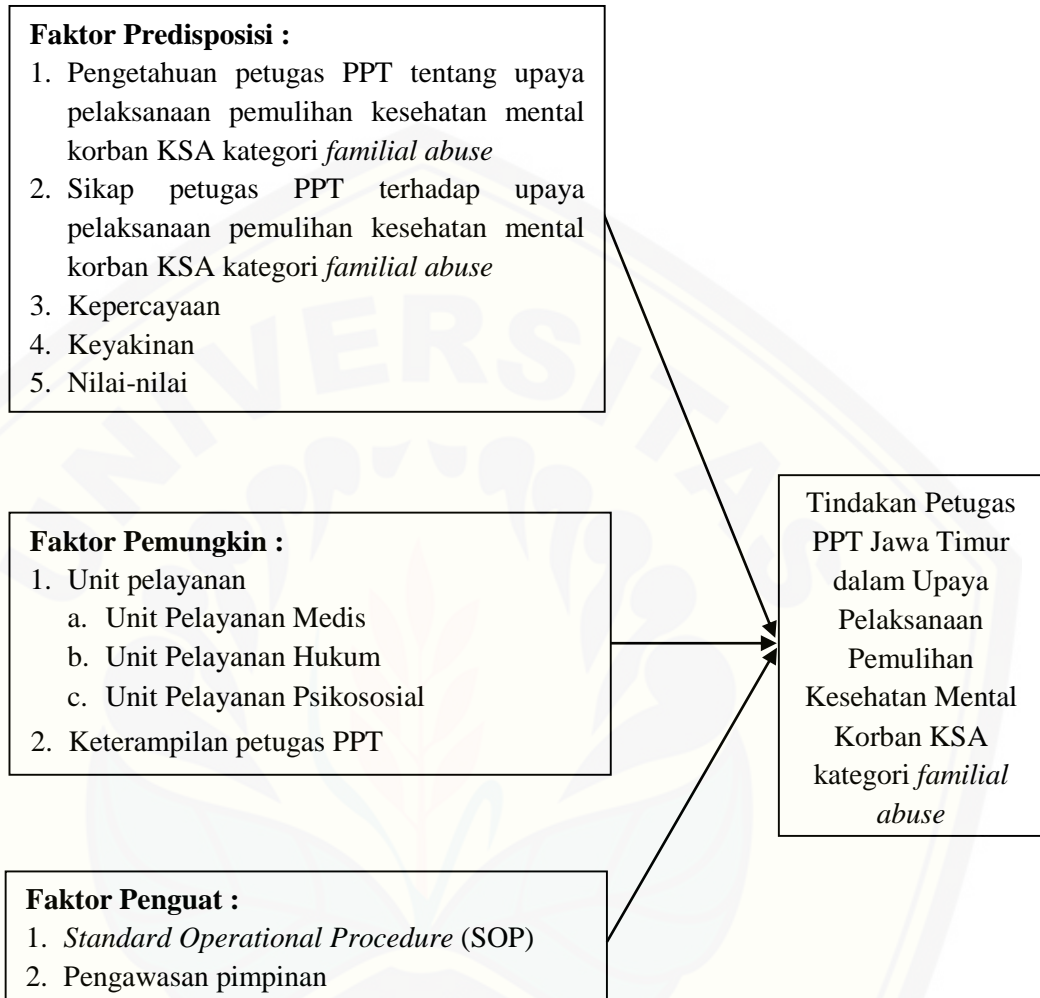 Faktor Predisposisi :
1. Pengetahuan petugas PPT tentang upaya
pelaksanaan pemulihan kesehatan mental
korban KSA kategori familial abuse
2. Sikap petugas PPT terhadap upaya
pelaksanaan pemulihan kesehatan mental
korban KSA kategori familial abuse
3. Kepercayaan
4. Keyakinan
5. Nilai-nilai
UNIVERSITAS
Faktor Pemungkin :
1. Unit pelayanan
a. Unit Pelayanan Medis
b. Unit Pelayanan Hukum
c. Unit Pelayanan Psikososial
2. Keterampilan petugas PPT
Faktor Penguat :
1. Standard Operational Procedure (SOP)
2. Pengawasan pimpinan
Tindakan Petugas
PPT Jawa Timur
dalam Upaya
Pelaksanaan
Pemulihan
Kesehatan Mental
Korban KSA
kategori familial
abuse